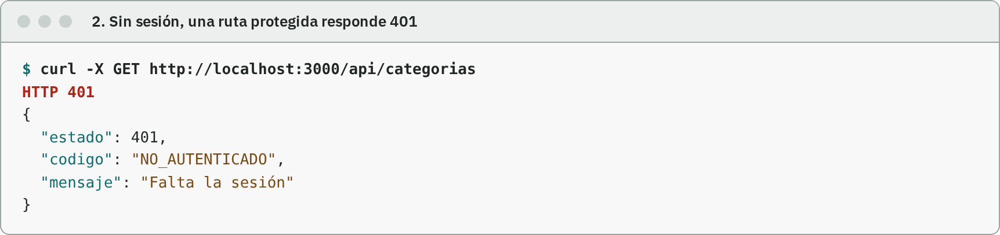 2. Sin sesión, una ruta protegida responde 401
$ curl -X GET http://localhost:3000/api/categorias
HTTP 401
{
  "estado": 401,
  "codigo": "NO_AUTENTICADO",
  "mensaje": "Falta la sesión"
}